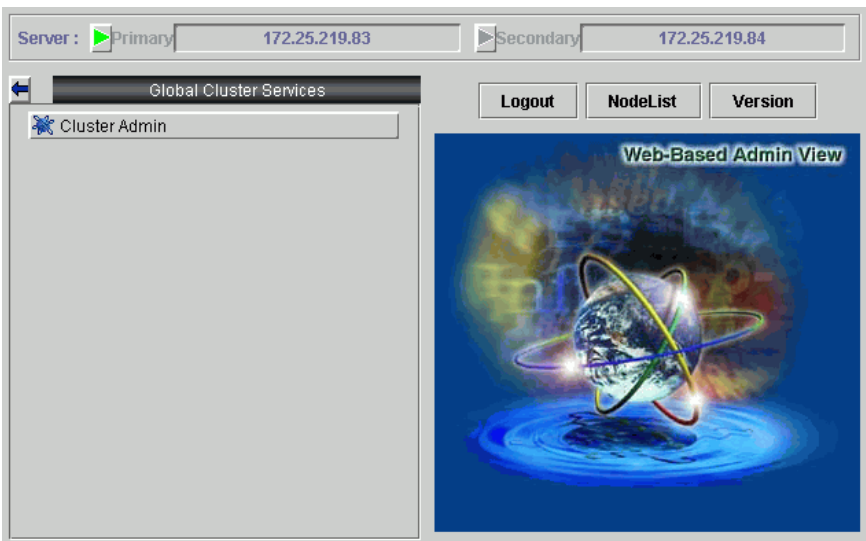 Server : Primary 172.25.219.83 Secondary 172.25.219.84
Global Cluster Services
Logout NodeList Version
Cluster Admin
Web-Based Admin View